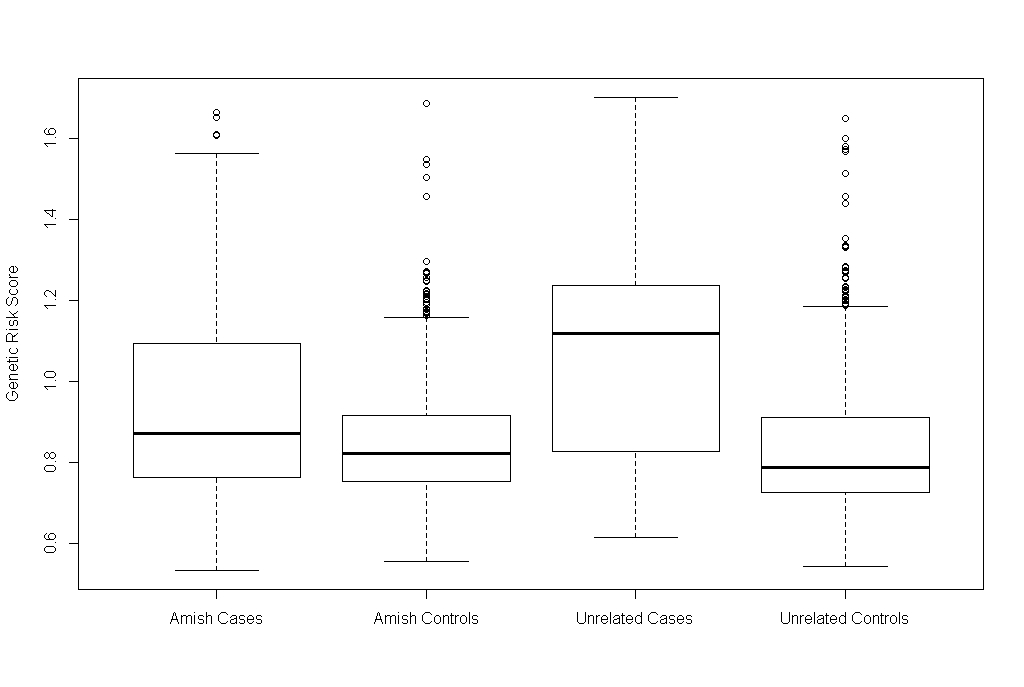 Genetic Risk Score
1.6
1.4
1.2
1.0
0.8
0.6
Amish Cases
Amish Controls
Unrelated Cases
Unrelated Controls